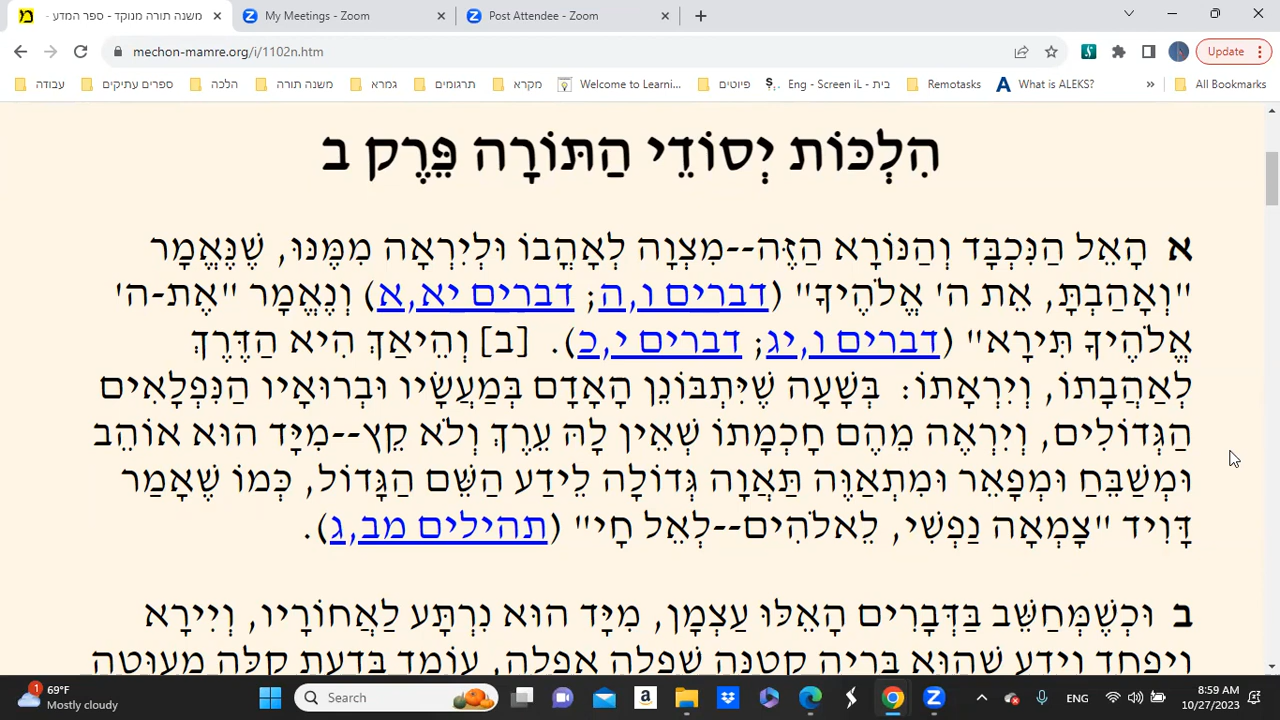 משנה תורה מנוקד - ספר המדע -
My Meetings - Zoom
Post Attendee - Zoom
mechon-mamre.org/i/1102n.htm
Update
עבודה
ספרים עתיקים
הלכה
משנה תורה
גמרא
תרגומים
מקרא
Welcome to Learni...
פיוטים
Eng - Screen iL - בית
Remotasks
What is ALEKS?
»
All Bookmarks
הִלְכּוֹת יְסוֹדֵי הַתּוֹרָה פֵּרֶק ב
א הָאֵל הַנִּכְבָּד וְהַנּוֹרָא הַזֶּה--מִצְוָה לְאָהֳבוֹ וּלְיִרְאָה מִמֶּנּוּ, שֶׁנֶּאֱמָר
"וְאָהַבְתָּ, אֵת ה' אֱלֹהֶיךָ" (דברים ו,ה; דברים יא,א) וְנֶאֱמָר "אֶת-ה'
אֱלֹהֶיךָ תִּירָא" (דברים ו,יג; דברים י,כ). [ב] וְהֵיאַךְ הִיא הַדֶּרֶךְ
לְאַהֲבָתוֹ, וְיִרְאָתוֹ: בְּשָׁעָה שֶׁיִּתְבּוֹנֵן הָאָדָם בְּמַעֲשָׂיו וּבְרוּאָיו הַנִּפְלָאִים
הַגְּדוֹלִים, וְיִרְאֶה מֵהֶם חָכְמָתוֹ שְׁאֵין לָהּ עֵרֶךְ וְלֹא קֵץ--מִיָּד הוּא אוֹהֵב
וּמְשַׁבֵּחַ וּמְפָאֵר וּמִתְאַוֶּה תַּאֲוָה גְּדוֹלָה לֵידַע הַשֵּׁם הַגָּדוֹל, כְּמוֹ שֶׁאָמַר
דָּוִיד "צָמְאָה נַפְשִׁי, לֵאלֹהִים--לְאֵל חָי" (תהילים מב,ג).
ב וּכְשֶׁמְּחַשֵּׁב בַּדְּבָרִים הָאֵלּוּ עַצְמָן, מִיָּד הוּא נִרְתָּע לַאֲחוֹרָיו, וְיִירָא
וְיִפְחַד וְיֵדַע שְׁהוּא בִּרְיָה קְטַנָּה שְׁפָלָה אֲפֵלָה, עוֹמֵד בְּדַעַת קַלָּה מְעוּטָה
69°F
Mostly cloudy
1
Search
ENG
8:59 AM
10/27/2023